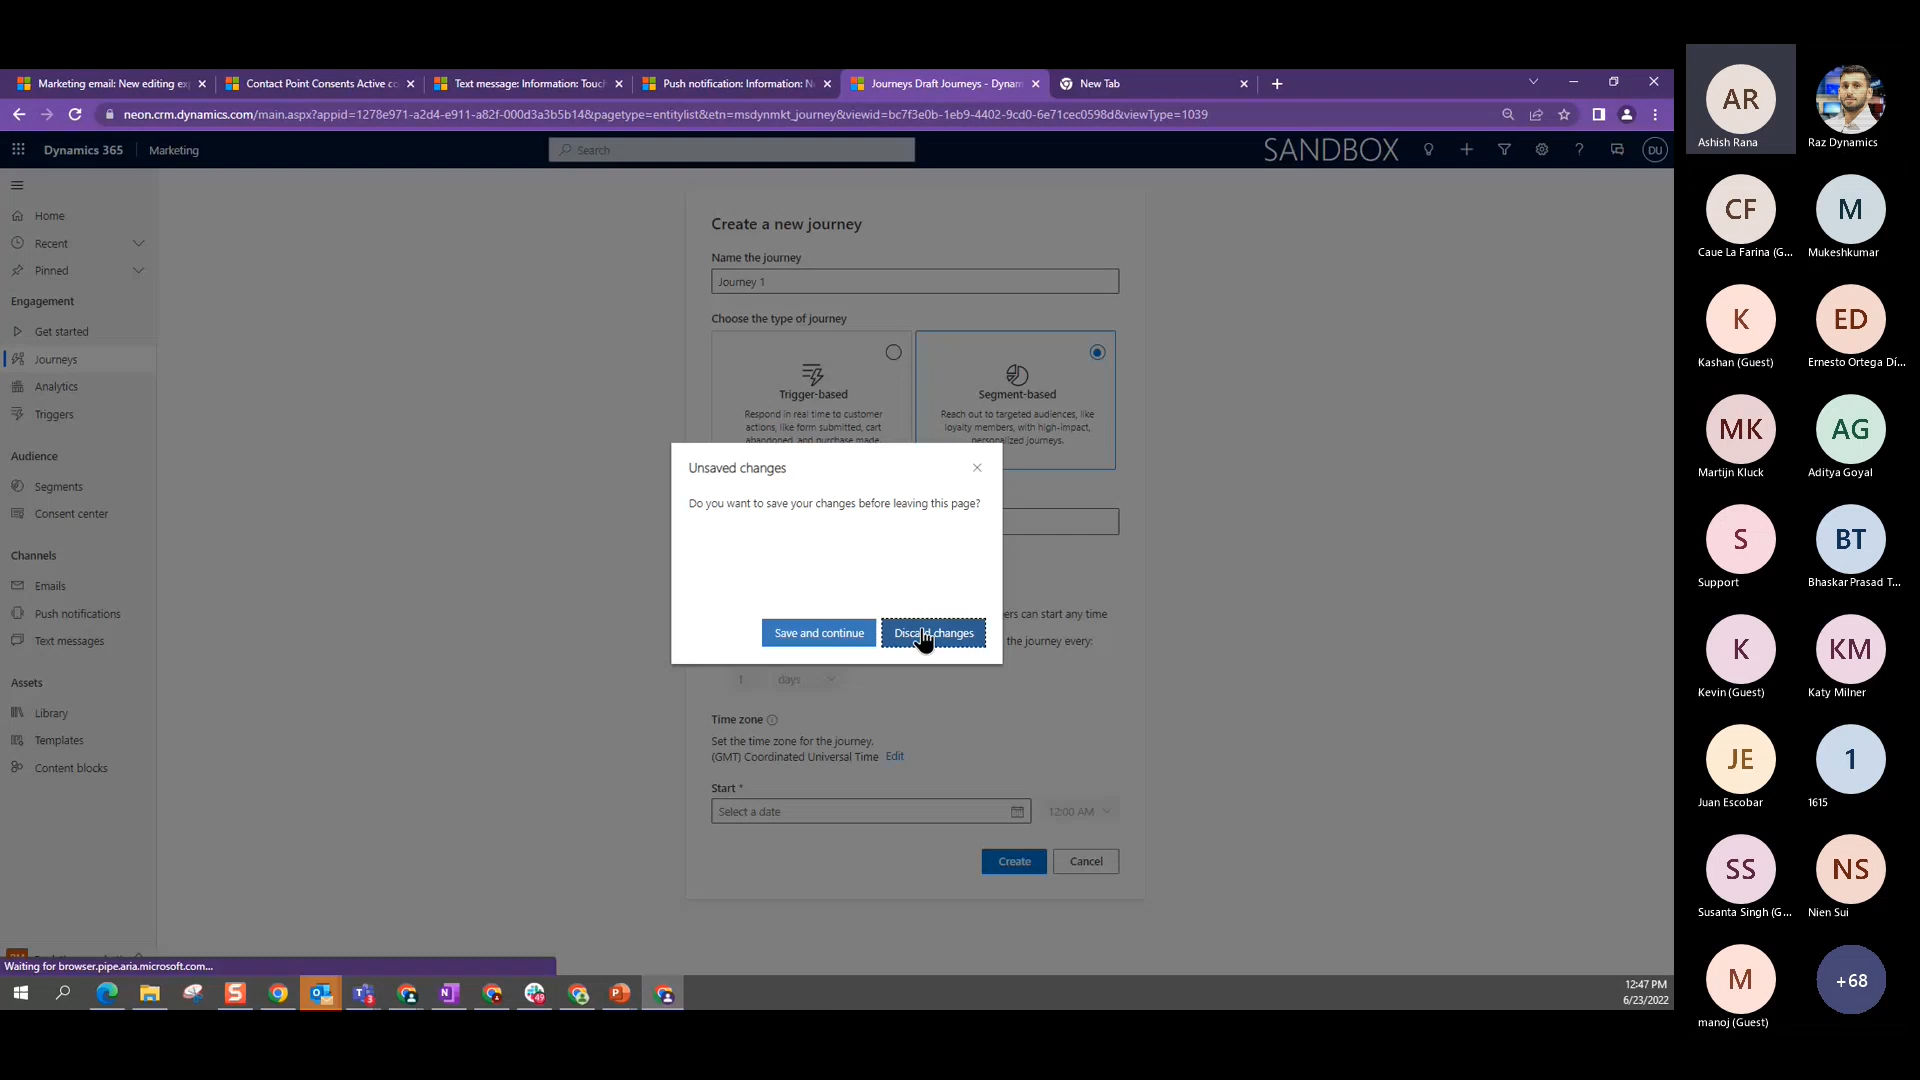 Marketing email: New editing ex
Contact Point Consents Active co
Text message: Information: Touch
Push notification: Information: N
Journeys Draft Journeys - Dynam
New Tab
neon.crm.dynamics.com/main.aspx?appid=1278e971-a2d4-e911-a82f-000d3a3b5b14&pagetype=entitylist&etn=msdynmkt_journey&viewid=bc7f3e0b-1eb9-4402-9cd0-6e71cec0598d&viewType=1039
Dynamics 365
Marketing
Search
SANDBOX
DU
Home
Recent
Pinned
Engagement
Get started
Journeys
Analytics
Triggers
Audience
Segments
Consent center
Channels
Emails
Push notifications
Text messages
Assets
Library
Templates
Content blocks
Waiting for browser.pipe.aria.microsoft.com...
Create a new journey
Name the journey
Journey 1
Choose the type of journey
Trigger-based
Respond in real time to customer
actions, like form submitted, cart
abandoned, and purchase made.
Segment-based
Reach out to targeted audiences, like
loyalty members, with high-impact,
personalized journeys.
Unsaved changes
Do you want to save your changes before leaving this page?
Save and continue
Discard changes
ers can start any time
the journey every:
1
days
Time zone
Set the time zone for the journey.
(GMT) Coordinated Universal Time Edit
Start *
Select a date
12:00 AM
Create
Cancel
12:47 PM
6/23/2022
AR
Ashish Rana
Raz Dynamics
CF
Caue La Farina (G...
M
Mukeshkumar
K
Kashan (Guest)
ED
Ernesto Ortega Dí...
MK
Martijn Kluck
AG
Aditya Goyal
S
Support
BT
Bhaskar Prasad T...
K
Kevin (Guest)
KM
Katy Milner
JE
Juan Escobar
1
1615
SS
Susanta Singh (G...
NS
Nien Sui
M
manoj (Guest)
+68